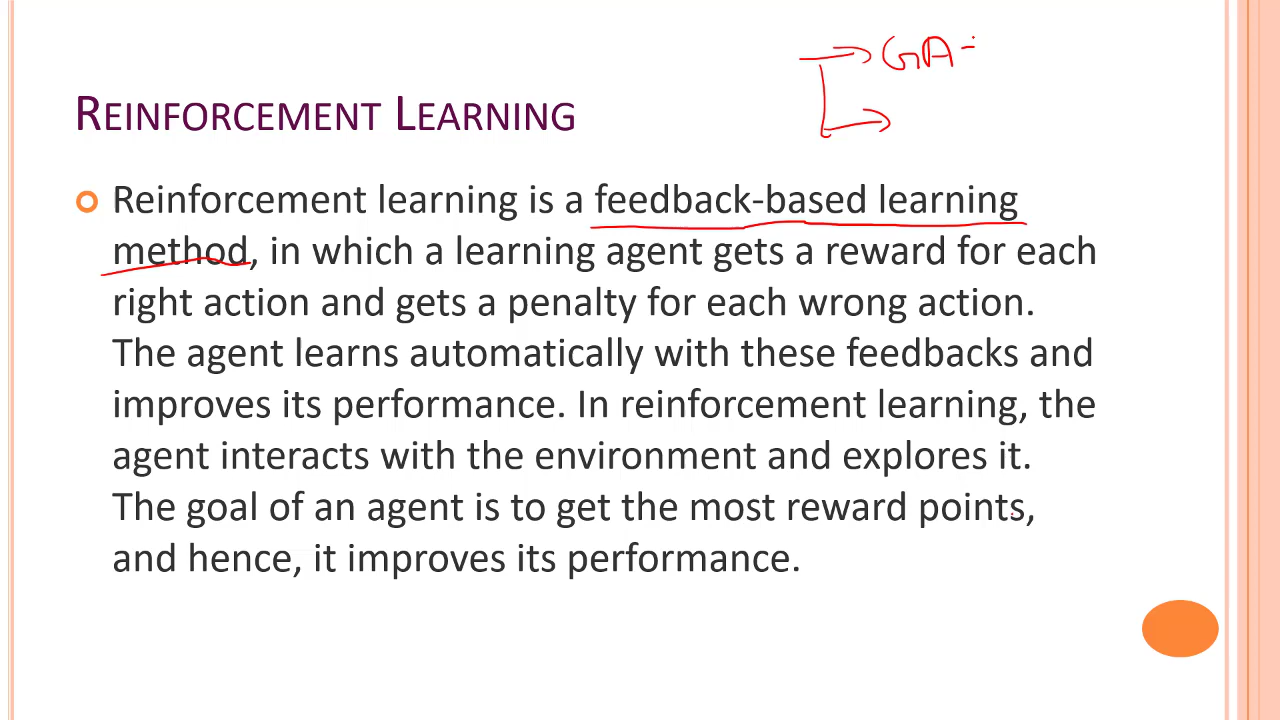 GA
REINFORCEMENT LEARNING
Reinforcement learning is a feedback-based learning
method, in which a learning agent gets a reward for each
right action and gets a penalty for each wrong action.
The agent learns automatically with these feedbacks and
improves its performance. In reinforcement learning, the
agent interacts with the environment and explores it.
The goal of an agent is to get the most reward points,
and hence, it improves its performance.